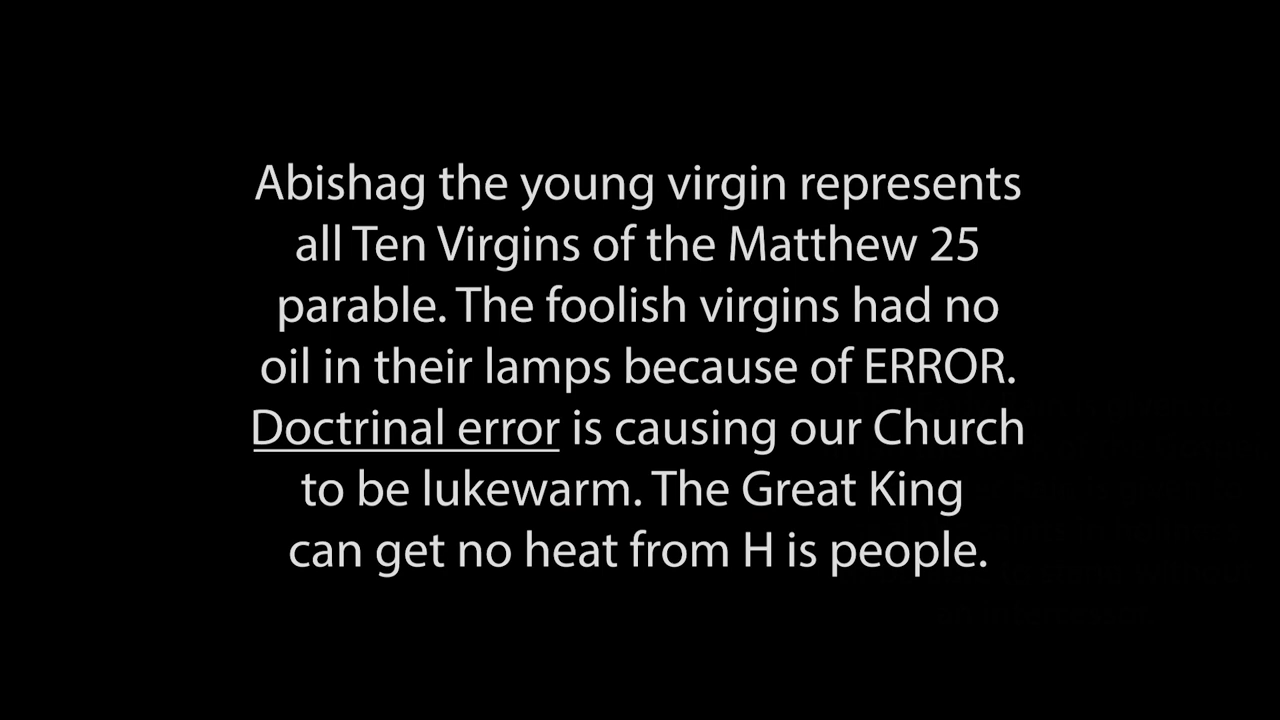 Abishag the young virgin represents
all Ten Virgins of the Matthew 25
parable. The foolish virgins had no
oil in their lamps because of ERROR.
Doctrinal error is causing our Church
to be lukewarm. The Great King
can get no heat from H is people.